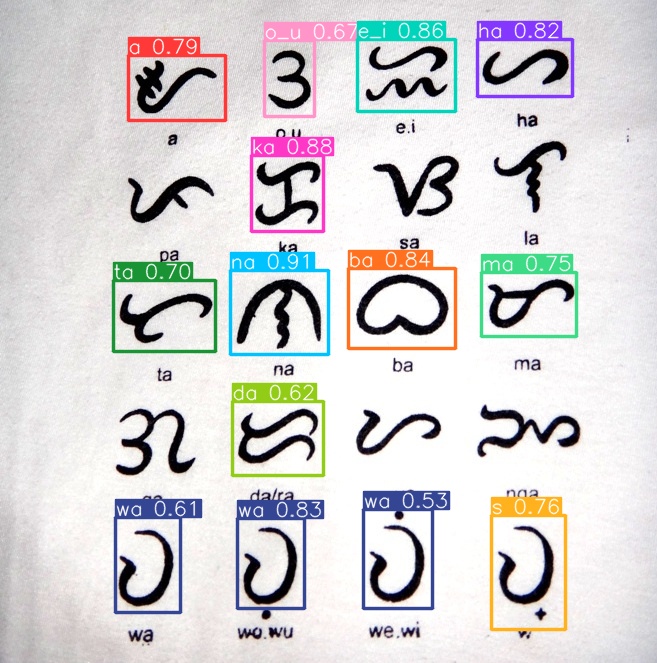 a 0.79 o_u 0.67 e_i 0.86 ha 0.82
ᜀ ᜂ ᜁ ᜑ
a o.u e.i ha
ka 0.88
ᜉ ᜃ ᜐ ᜎ
pa ka sa la
ta 0.70 na 0.91 ba 0.84 ma 0.75
ᜆ ᜈ ᜊ ᜋ
ta na ba ma
da 0.62
ᜌ ᜇ ᜄ ᜅ
da/ra nga
wa 0.61 wa 0.83 wa 0.53 s 0.76
ᜏ ᜏᜓ ᜏᜒ ᜏ᜔
wa wo.wu we.wi w